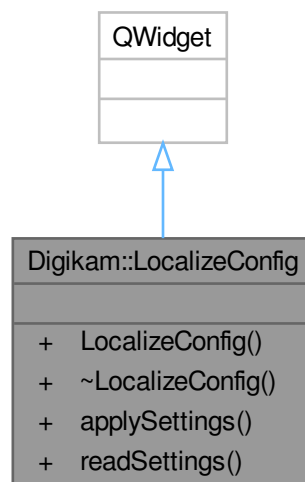 QWidget
Digikam::LocalizeConfig
+ LocalizeConfig()
+ ~LocalizeConfig()
+ applySettings()
+ readSettings()